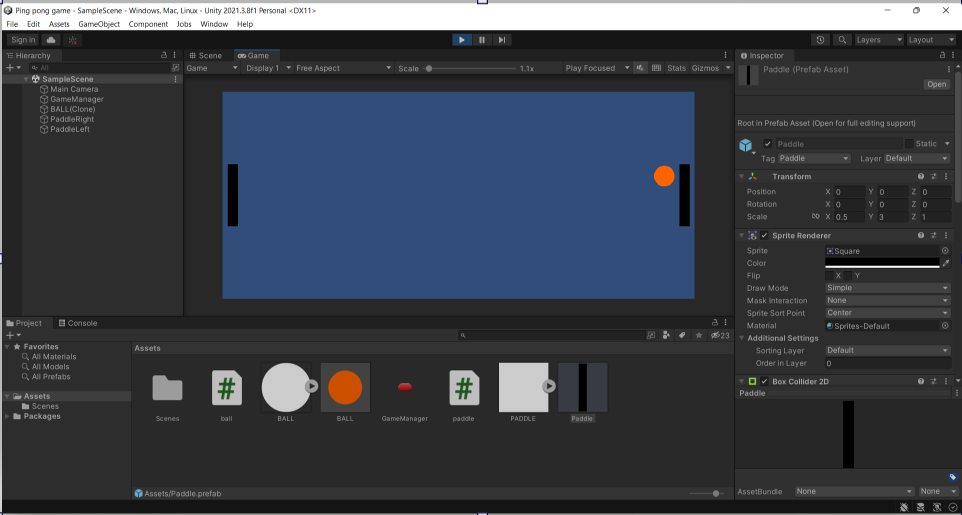 Ping pong game - SampleScene - Windows, Mac, Linux - Unity 2021.3.8f1 Personal <DX11>
File Edit Assets GameObject Component Jobs Window Help
Sign in Layers Layout
Hierarchy Scene Game Inspector
All
Game Display 1 Free Aspect Scale 1.1x Play Focused Stats Gizmos
SampleScene
Main Camera
GameManager
BALL(Clone)
PaddleRight
PaddleLeft
Paddle (Prefab Asset)
Open
Root in Prefab Asset (Open for full editing support)
Paddle Static
Tag Paddle Layer Default
Transform
Position X 0 Y 0 Z 0
Rotation X 0 Y 0 Z 0
Scale X 0.5 Y 3 Z 1
Sprite Renderer
Sprite Square
Color
Flip X Y
Draw Mode Simple
Mask Interaction None
Sprite Sort Point Center
Material Sprites-Default
Additional Settings
Sorting Layer Default
Order in Layer 0
Box Collider 2D
Paddle
AssetBundle None None
Project Console
23
Favorites
All Materials
All Models
All Prefabs
Assets
Scenes
Packages
Assets
Scenes ball BALL BALL GameManager paddle PADDLE Paddle
Assets/Paddle.prefab